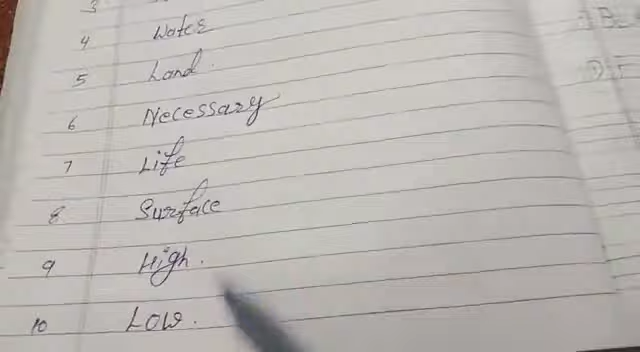 3
4 Water
5 Land.
6 Necessary
7 Life
8 Surface
9 High.
10 Low.